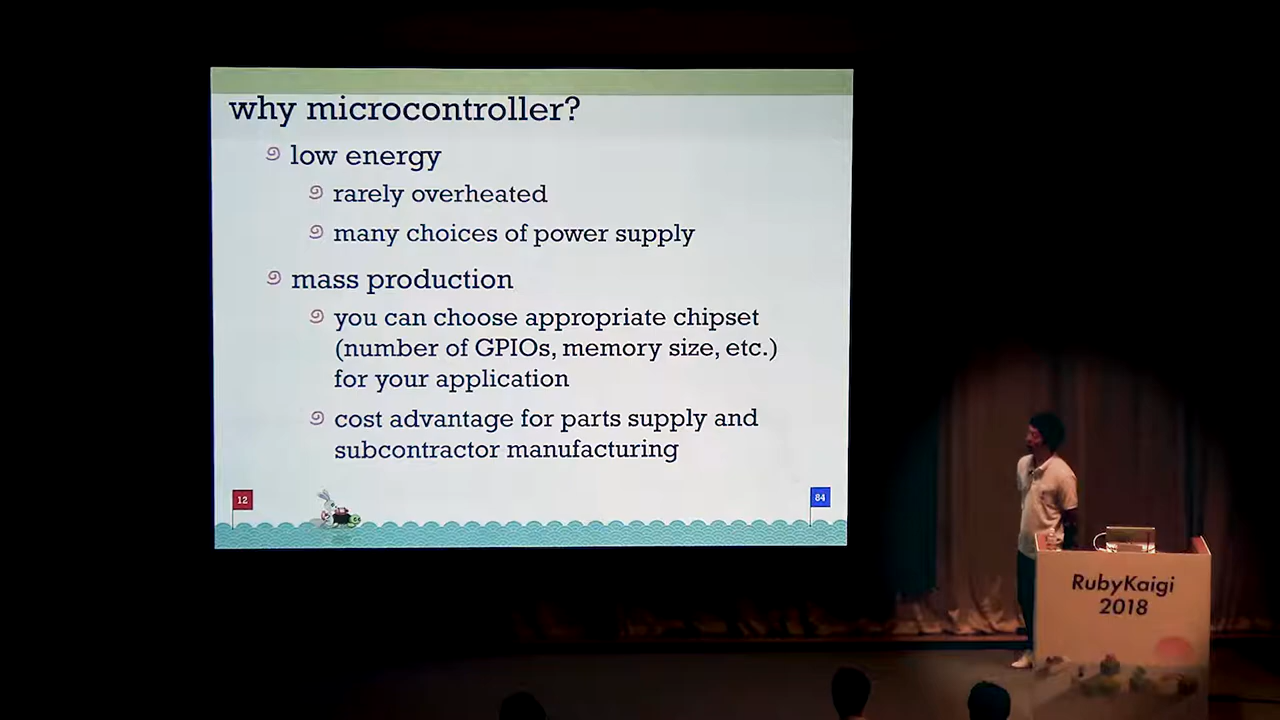 why microcontroller?
low energy
rarely overheated
many choices of power supply
mass production
you can choose appropriate chipset
(number of GPIOs, memory size, etc.)
for your application
cost advantage for parts supply and
subcontractor manufacturing
12
84
RubyKaigi
2018